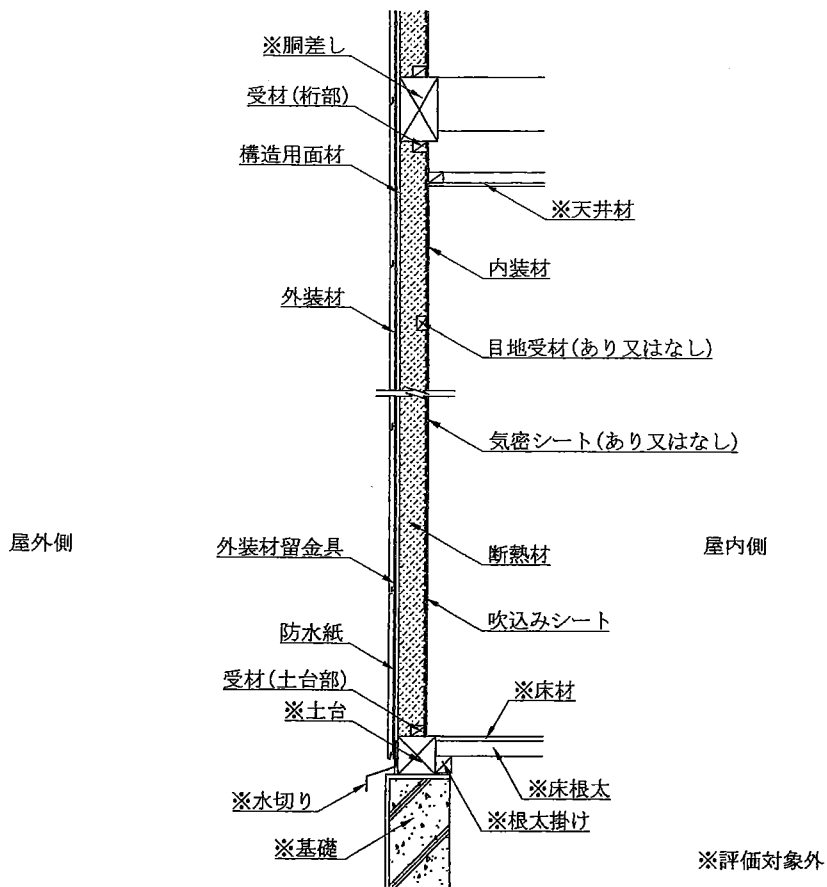 ※胴差し
受材(桁部)
構造用面材
※天井材
内装材
外装材
目地受材(あり又はなし)
気密シート(あり又はなし)
屋外側
外装材留金具
断熱材
屋内側
吹込みシート
防水紙
受材(土台部)
※床材
※土台
※床根太
※水切り
※根太掛け
※基礎
※評価対象外